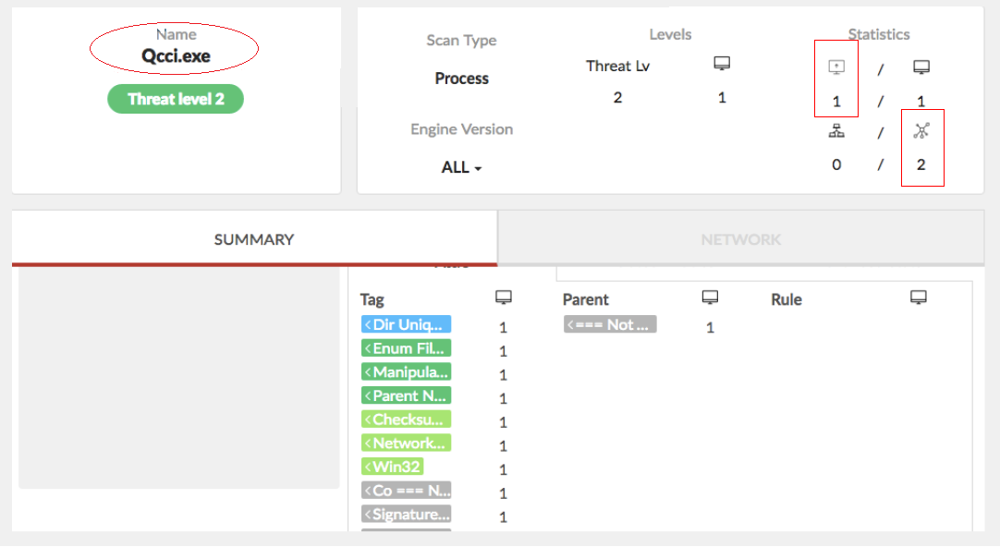 Name
Qcci.exe
Threat level 2
Scan Type
Process
Engine Version
ALL
Levels
Threat Lv
2 1
Statistics
1 / 1
/
0 / 2
SUMMARY
NETWORK
Tag
<Dir Uniq... 1
<Enum Fil... 1
<Manipula... 1
<Parent N... 1
<Checksu... 1
<Network... 1
<Win32 1
<Co === N... 1
<Signature... 1
Parent
<=== Not ... 1
Rule